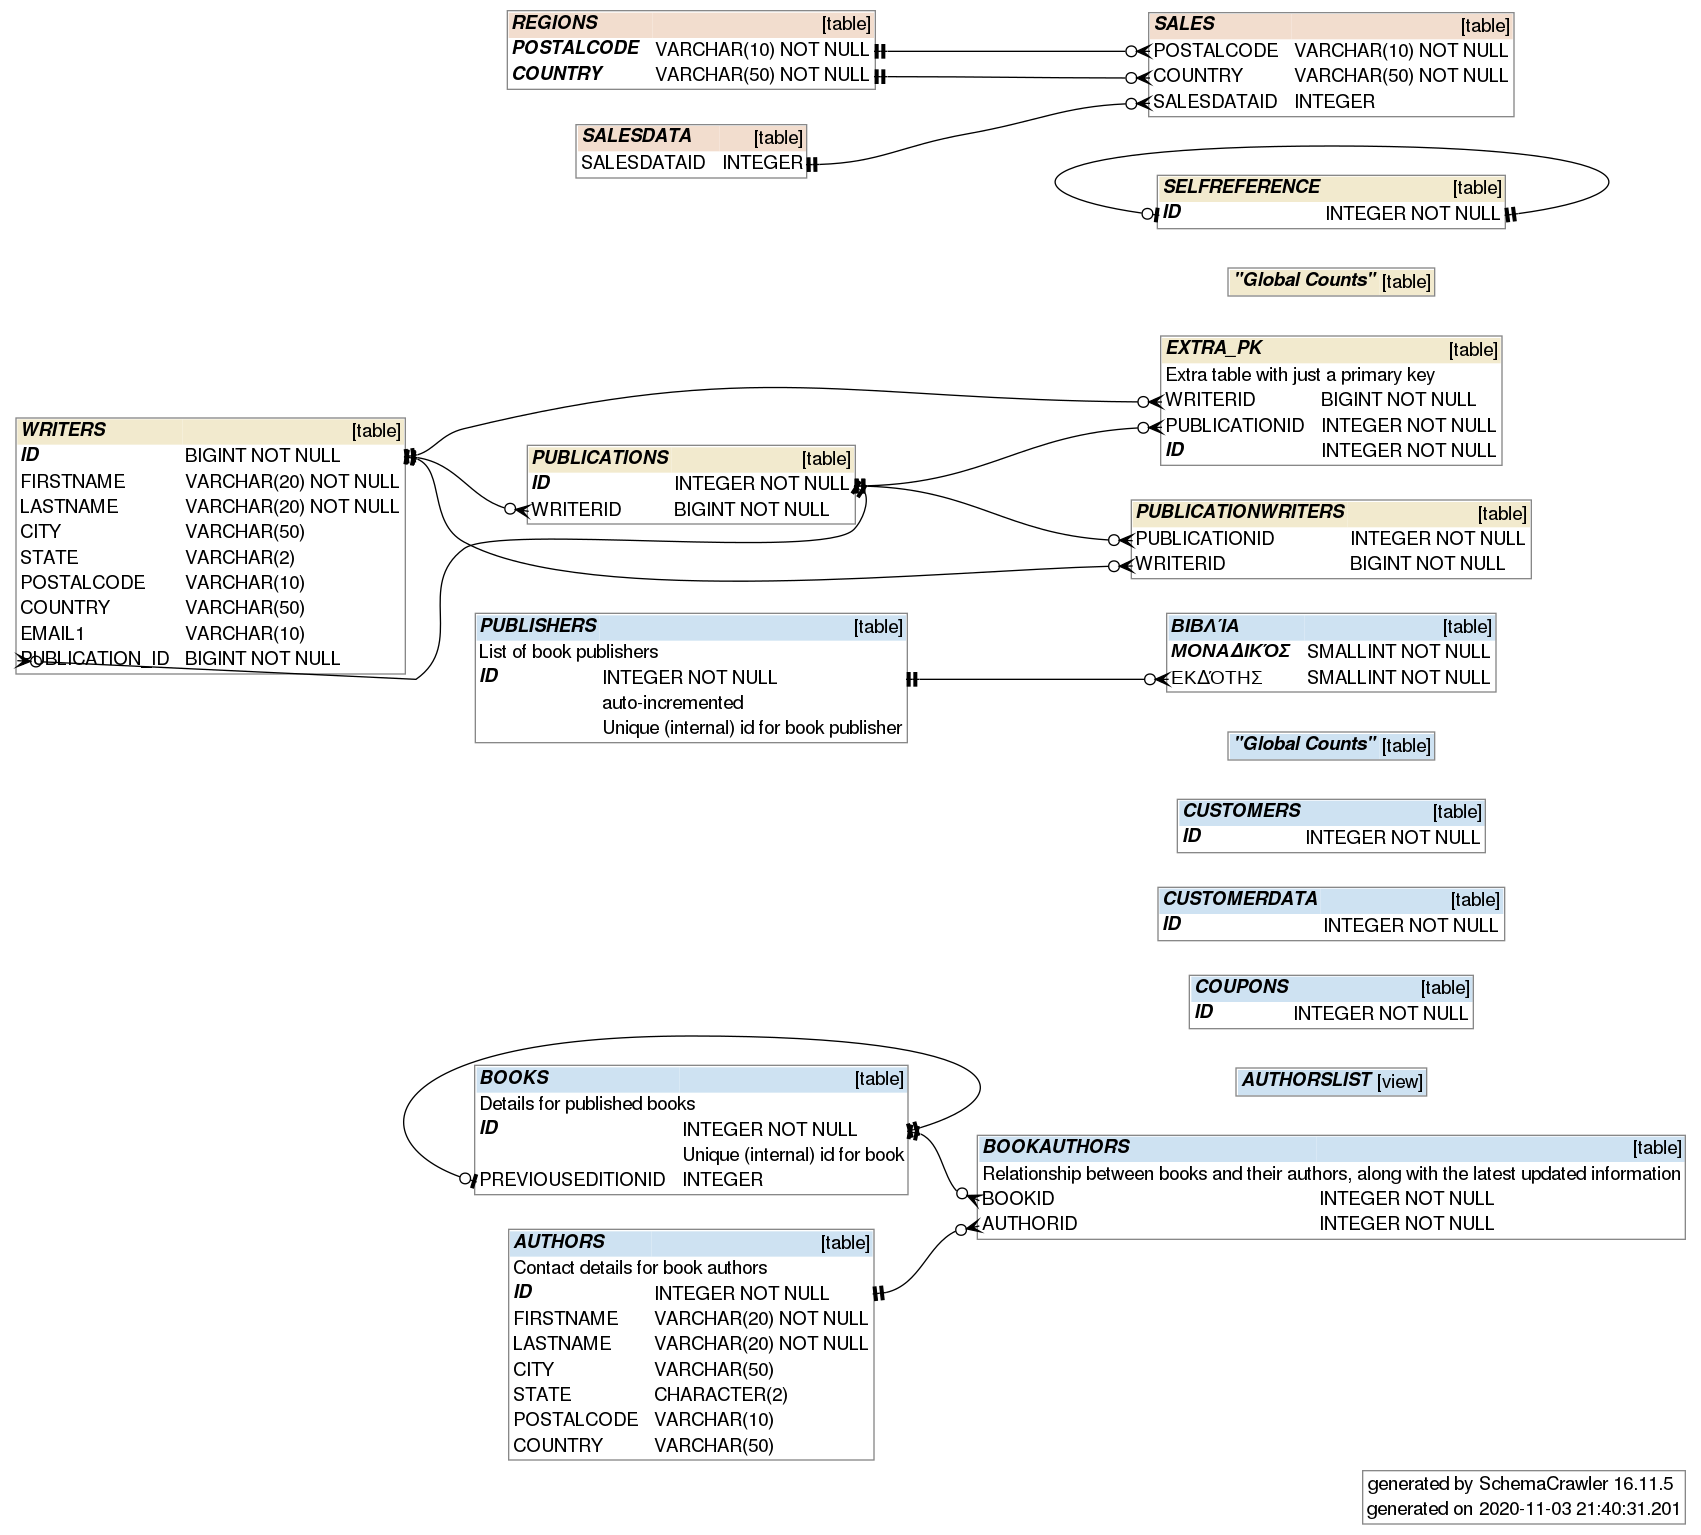 REGIONS [table]
POSTALCODE VARCHAR(10) NOT NULL
COUNTRY VARCHAR(50) NOT NULL
SALES [table]
POSTALCODE VARCHAR(10) NOT NULL
COUNTRY VARCHAR(50) NOT NULL
SALESDATAID INTEGER
SALESDATA [table]
SALESDATAID INTEGER
SELFREFERENCE [table]
ID INTEGER NOT NULL
"Global Counts" [table]
EXTRA_PK [table]
Extra table with just a primary key
WRITERID BIGINT NOT NULL
PUBLICATIONID INTEGER NOT NULL
ID INTEGER NOT NULL
WRITERS [table]
ID BIGINT NOT NULL
FIRSTNAME VARCHAR(20) NOT NULL
LASTNAME VARCHAR(20) NOT NULL
CITY VARCHAR(50)
STATE VARCHAR(2)
POSTALCODE VARCHAR(10)
COUNTRY VARCHAR(50)
EMAIL1 VARCHAR(10)
PUBLICATION_ID BIGINT NOT NULL
PUBLICATIONS [table]
ID INTEGER NOT NULL
WRITERID BIGINT NOT NULL
PUBLICATIONWRITERS [table]
PUBLICATIONID INTEGER NOT NULL
WRITERID BIGINT NOT NULL
PUBLISHERS [table]
List of book publishers
ID INTEGER NOT NULL
auto-incremented
Unique (internal) id for book publisher
ΒΙΒΛΊΑ [table]
ΜΟΝΑΔΙΚΌΣ SMALLINT NOT NULL
ΕΚΔΌΤΗΣ SMALLINT NOT NULL
"Global Counts" [table]
CUSTOMERS [table]
ID INTEGER NOT NULL
CUSTOMERDATA [table]
ID INTEGER NOT NULL
COUPONS [table]
ID INTEGER NOT NULL
AUTHORSLIST [view]
BOOKS [table]
Details for published books
ID INTEGER NOT NULL
Unique (internal) id for book
PREVIOUSEDITIONID INTEGER
BOOKAUTHORS [table]
Relationship between books and their authors, along with the latest updated information
BOOKID INTEGER NOT NULL
AUTHORID INTEGER NOT NULL
AUTHORS [table]
Contact details for book authors
ID INTEGER NOT NULL
FIRSTNAME VARCHAR(20) NOT NULL
LASTNAME VARCHAR(20) NOT NULL
CITY VARCHAR(50)
STATE CHARACTER(2)
POSTALCODE VARCHAR(10)
COUNTRY VARCHAR(50)
generated by SchemaCrawler 16.11.5
generated on 2020-11-03 21:40:31.201